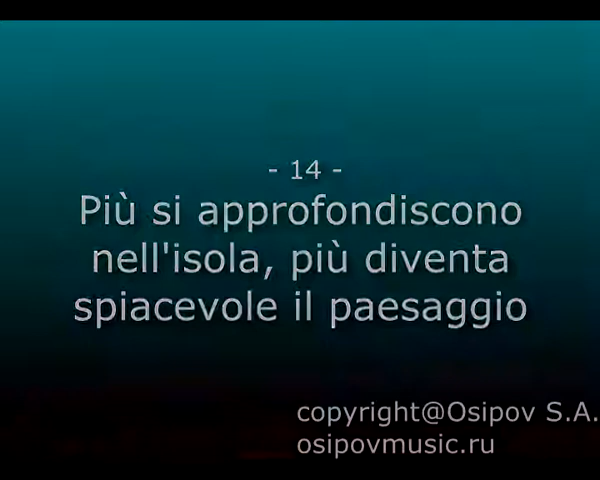 - 14 -
Più si approfondiscono
nell'isola, più diventa
spiacevole il paesaggio
copyright@Osipov S.A.
osipovmusic.ru